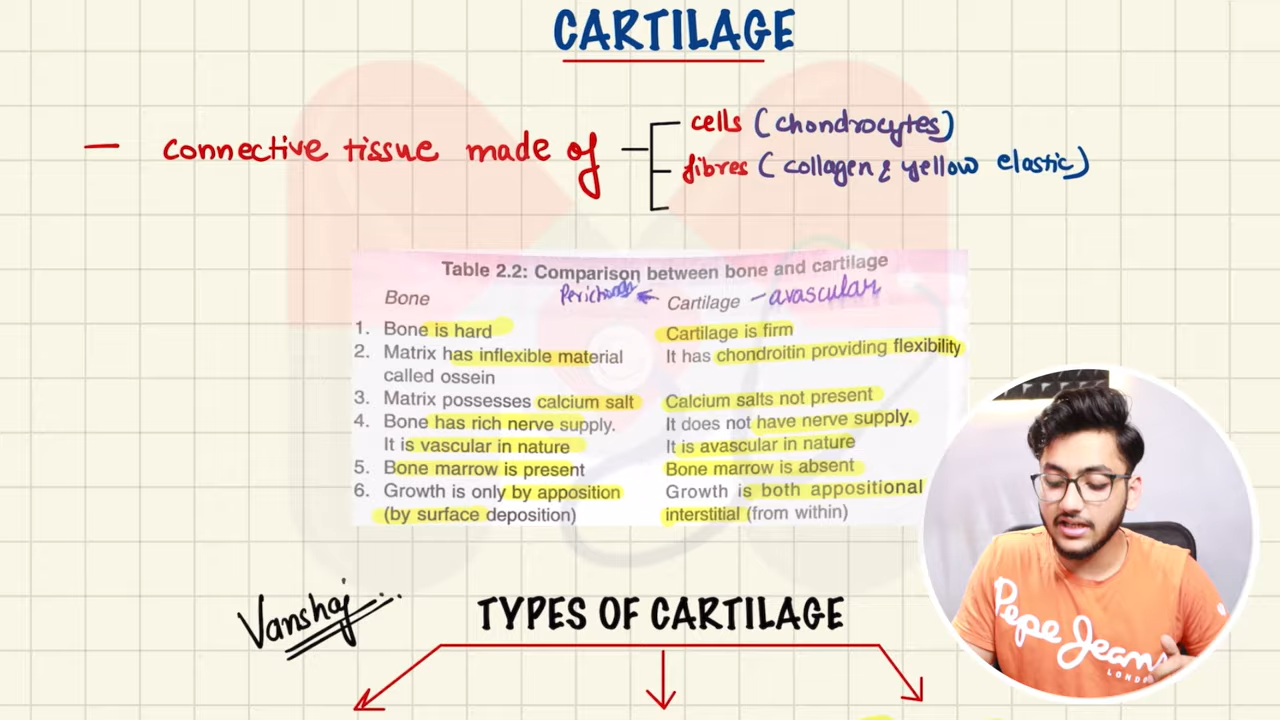 CARTILAGE
— connective tissue made of
cells (chondrocytes)
fibres (collagen & yellow elastic)
Table 2.2: Comparison between bone and cartilage
Bone Cartilage – avascular
1. Bone is hard Cartilage is firm
2. Matrix has inflexible material It has chondroitin providing flexibility
called ossein
3. Matrix possesses calcium salt Calcium salts not present
4. Bone has rich nerve supply. It does not have nerve supply.
It is vascular in nature It is avascular in nature
5. Bone marrow is present Bone marrow is absent
6. Growth is only by apposition Growth is both appositional
(by surface deposition) interstitial (from within)
Vanshaj
TYPES OF CARTILAGE
Pepe Jeans
LONDO